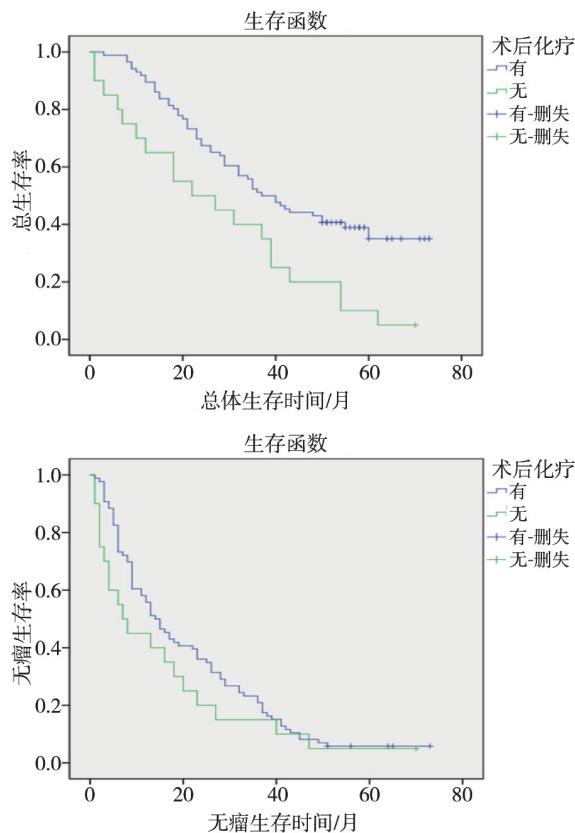 生存函数
1.0
0.8
0.6
0.4
0.2
0.0
总生存率
0
20
40
60
80
总体生存时间/月
术后化疗
有
无
有-删失
无-删失
生存函数
1.0
0.8
0.6
0.4
0.2
0.0
无瘤生存率
0
20
40
60
80
无瘤生存时间/月
术后化疗
有
无
有-删失
无-删失